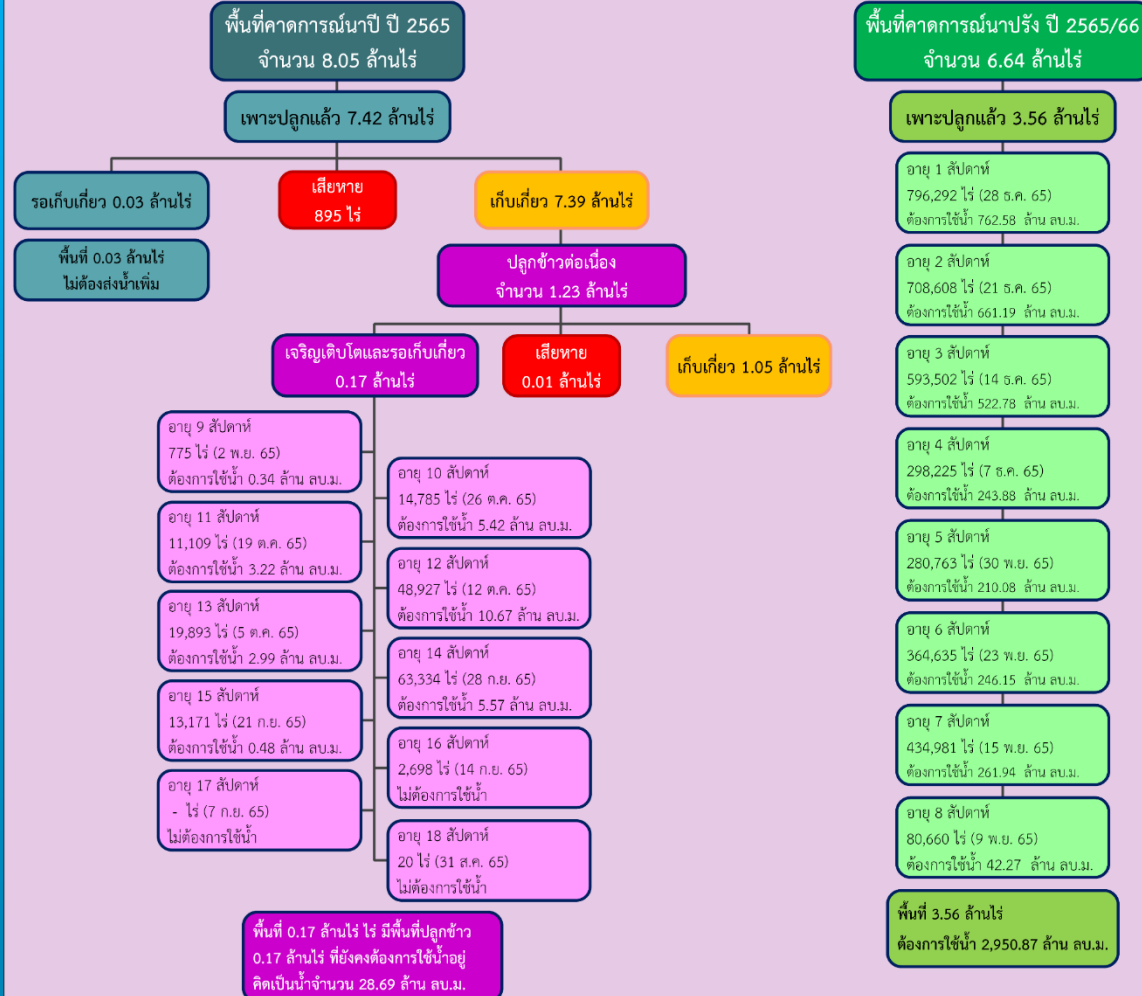 พื้นที่คาดการณ์นาปี ปี 2565
จำนวน 8.05 ล้านไร่
เพาะปลูกแล้ว 7.42 ล้านไร่
รอเก็บเกี่ยว 0.03 ล้านไร่
พื้นที่ 0.03 ล้านไร่
ไม่ต้องส่งน้ำเพิ่ม
เสียหาย
895 ไร่
เก็บเกี่ยว 7.39 ล้านไร่
ปลูกข้าวต่อเนื่อง
จำนวน 1.23 ล้านไร่
เจริญเติบโตและรอเก็บเกี่ยว
0.17 ล้านไร่
เสียหาย
0.01 ล้านไร่
เก็บเกี่ยว 1.05 ล้านไร่
อายุ 9 สัปดาห์
775 ไร่ (2 พ.ย. 65)
ต้องการใช้น้ำ 0.34 ล้าน ลบ.ม.
อายุ 10 สัปดาห์
14,785 ไร่ (26 ต.ค. 65)
ต้องการใช้น้ำ 5.42 ล้าน ลบ.ม.
อายุ 11 สัปดาห์
11,109 ไร่ (19 ต.ค. 65)
ต้องการใช้น้ำ 3.22 ล้าน ลบ.ม.
อายุ 12 สัปดาห์
48,927 ไร่ (12 ต.ค. 65)
ต้องการใช้น้ำ 10.67 ล้าน ลบ.ม.
อายุ 13 สัปดาห์
19,893 ไร่ (5 ต.ค. 65)
ต้องการใช้น้ำ 2.99 ล้าน ลบ.ม.
อายุ 14 สัปดาห์
63,334 ไร่ (28 ก.ย. 65)
ต้องการใช้น้ำ 5.57 ล้าน ลบ.ม.
อายุ 15 สัปดาห์
13,171 ไร่ (21 ก.ย. 65)
ต้องการใช้น้ำ 0.48 ล้าน ลบ.ม.
อายุ 16 สัปดาห์
2,698 ไร่ (14 ก.ย. 65)
ไม่ต้องการใช้น้ำ
อายุ 17 สัปดาห์
- ไร่ (7 ก.ย. 65)
ไม่ต้องการใช้น้ำ
อายุ 18 สัปดาห์
20 ไร่ (31 ส.ค. 65)
ไม่ต้องการใช้น้ำ
พื้นที่ 0.17 ล้านไร่ ไร่ มีพื้นที่ปลูกข้าว
0.17 ล้านไร่ ที่ยังคงต้องการใช้น้ำอยู่
คิดเป็นน้ำจำนวน 28.69 ล้าน ลบ.ม.
พื้นที่คาดการณ์นาปรัง ปี 2565/66
จำนวน 6.64 ล้านไร่
เพาะปลูกแล้ว 3.56 ล้านไร่
อายุ 1 สัปดาห์
796,292 ไร่ (28 ธ.ค. 65)
ต้องการใช้น้ำ 762.58 ล้าน ลบ.ม.
อายุ 2 สัปดาห์
708,608 ไร่ (21 ธ.ค. 65)
ต้องการใช้น้ำ 661.19 ล้าน ลบ.ม.
อายุ 3 สัปดาห์
593,502 ไร่ (14 ธ.ค. 65)
ต้องการใช้น้ำ 522.78 ล้าน ลบ.ม.
อายุ 4 สัปดาห์
298,225 ไร่ (7 ธ.ค. 65)
ต้องการใช้น้ำ 243.88 ล้าน ลบ.ม.
อายุ 5 สัปดาห์
280,763 ไร่ (30 พ.ย. 65)
ต้องการใช้น้ำ 210.08 ล้าน ลบ.ม.
อายุ 6 สัปดาห์
364,635 ไร่ (23 พ.ย. 65)
ต้องการใช้น้ำ 246.15 ล้าน ลบ.ม.
อายุ 7 สัปดาห์
434,981 ไร่ (15 พ.ย. 65)
ต้องการใช้น้ำ 261.94 ล้าน ลบ.ม.
อายุ 8 สัปดาห์
80,660 ไร่ (9 พ.ย. 65)
ต้องการใช้น้ำ 42.27 ล้าน ลบ.ม.
พื้นที่ 3.56 ล้านไร่
ต้องการใช้น้ำ 2,950.87 ล้าน ลบ.ม.